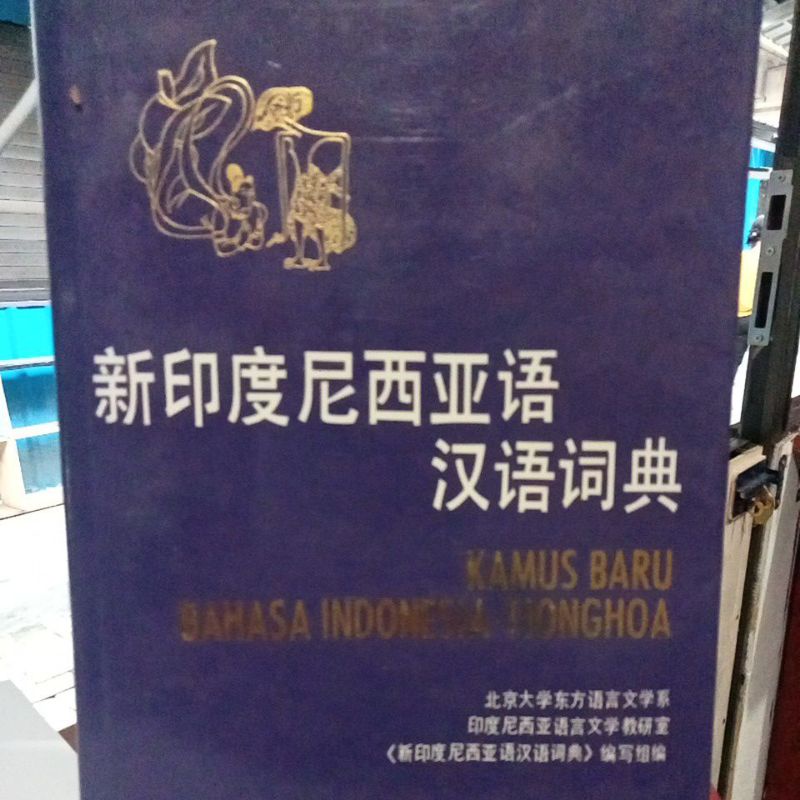 新印度尼西亚语
汉语词典
KAMUS BARU
BAHASA INDONESIA-TIONGHOA
北京大学东方语言文学系
印度尼西亚语言文学教研室
《新印度尼西亚语汉语词典》编写组编